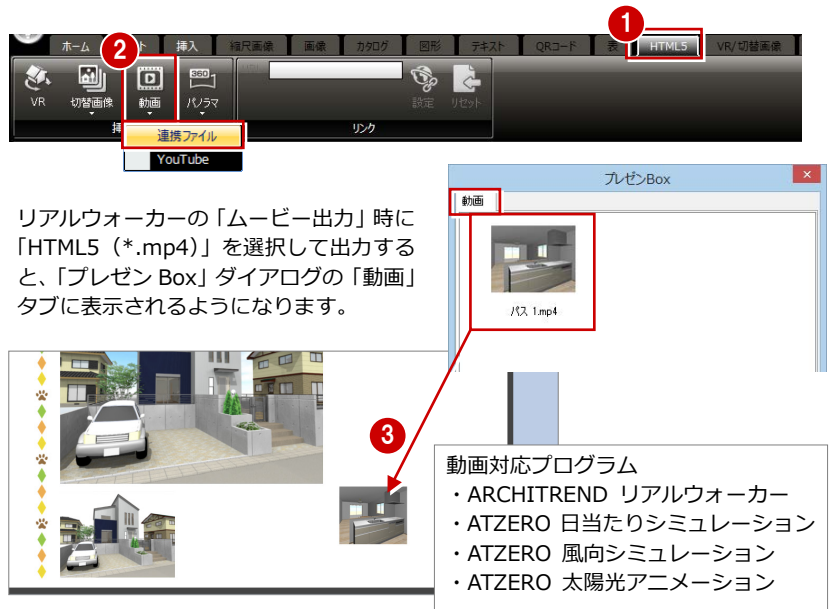 1
ホーム
挿入
縮尺画像
画像
カタログ
図形
テキスト
QRコード
表
HTML5
VR/切替画像
2
360
VR
切替画像
動画
パノラマ
設定
リセット
リンク
連携ファイル
YouTube
プレゼンBox
×
動画
パス 1.mp4
リアルウォーカーの「ムービー出力」時に
「HTML5（*.mp4）」を選択して出力する
と、「プレゼン Box」ダイアログの「動画」
タブに表示されるようになります。
3
動画対応プログラム
・ARCHITREND リアルウォーカー
・ATZERO 日当たりシミュレーション
・ATZERO 風向シミュレーション
・ATZERO 太陽光アニメーション